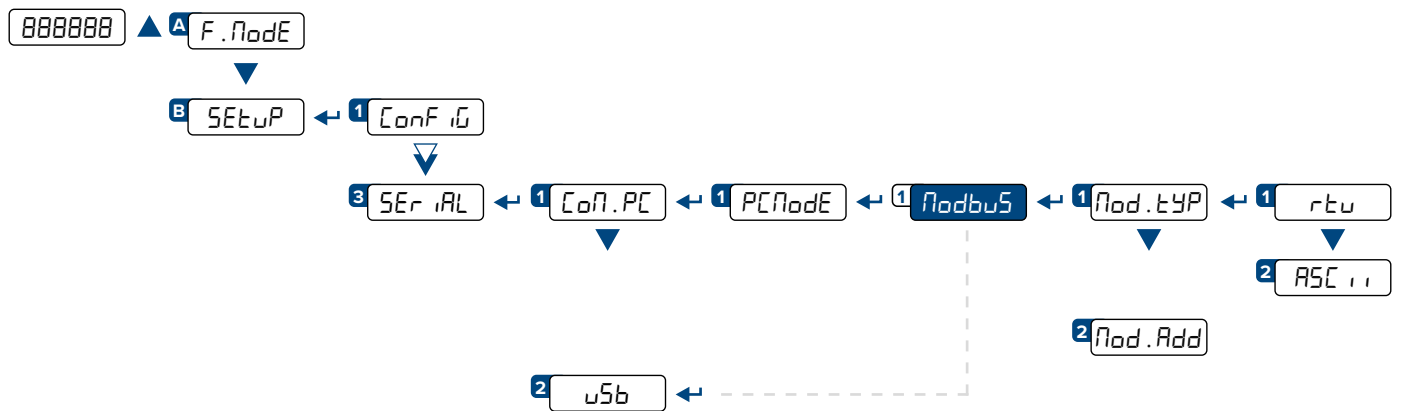 888888 A F.ModE
B SEtuP 1 ConFiG
3 SEriAL 1 CoM.PC 1 PCModE 1 ModbuS 1 Mod.tYP 1 rtu
2 ASCii
2 Mod.Add
2 uSb